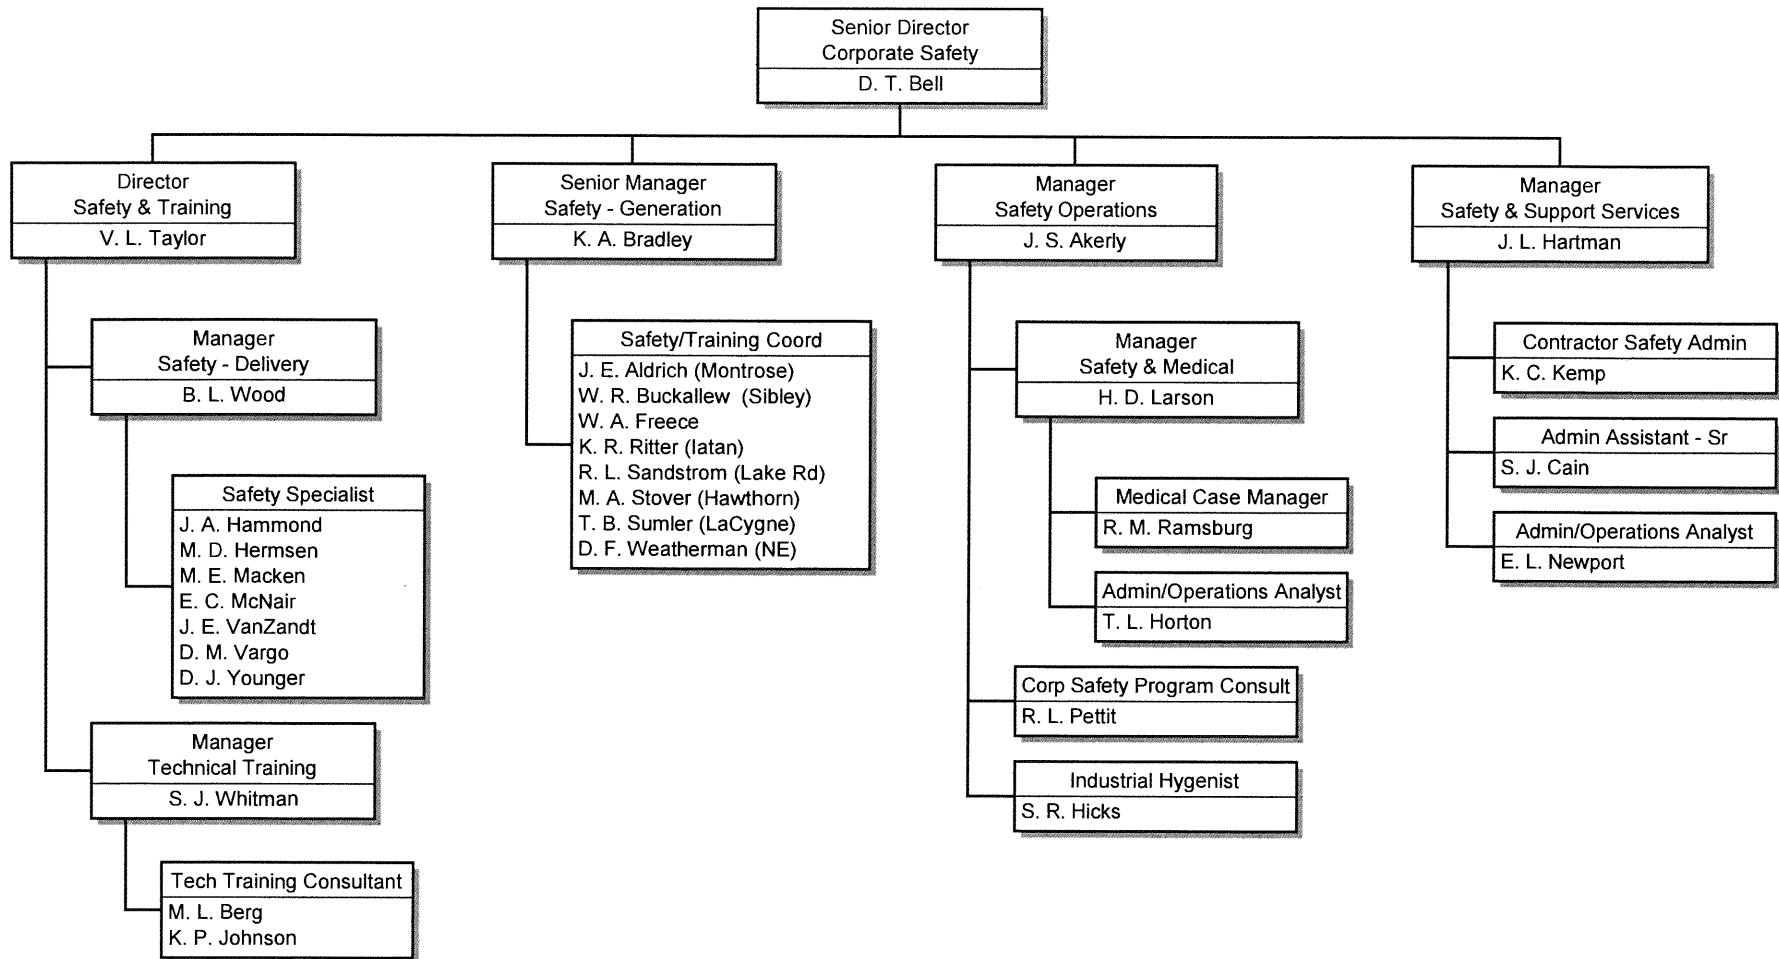 Senior Director
Corporate Safety
D. T. Bell
Director
Safety & Training
V. L. Taylor
Manager
Safety - Delivery
B. L. Wood
Safety Specialist
J. A. Hammond
M. D. Hermsen
M. E. Macken
E. C. McNair
J. E. VanZandt
D. M. Vargo
D. J. Younger
Manager
Technical Training
S. J. Whitman
Tech Training Consultant
M. L. Berg
K. P. Johnson
Senior Manager
Safety - Generation
K. A. Bradley
Safety/Training Coord
J. E. Aldrich (Montrose)
W. R. Buckallew (Sibley)
W. A. Freece
K. R. Ritter (Iatan)
R. L. Sandstrom (Lake Rd)
M. A. Stover (Hawthorn)
T. B. Sumler (LaCygne)
D. F. Weatherman (NE)
Manager
Safety Operations
J. S. Akerly
Manager
Safety & Medical
H. D. Larson
Medical Case Manager
R. M. Ramsburg
Admin/Operations Analyst
T. L. Horton
Corp Safety Program Consult
R. L. Pettit
Industrial Hygenist
S. R. Hicks
Manager
Safety & Support Services
J. L. Hartman
Contractor Safety Admin
K. C. Kemp
Admin Assistant - Sr
S. J. Cain
Admin/Operations Analyst
E. L. Newport